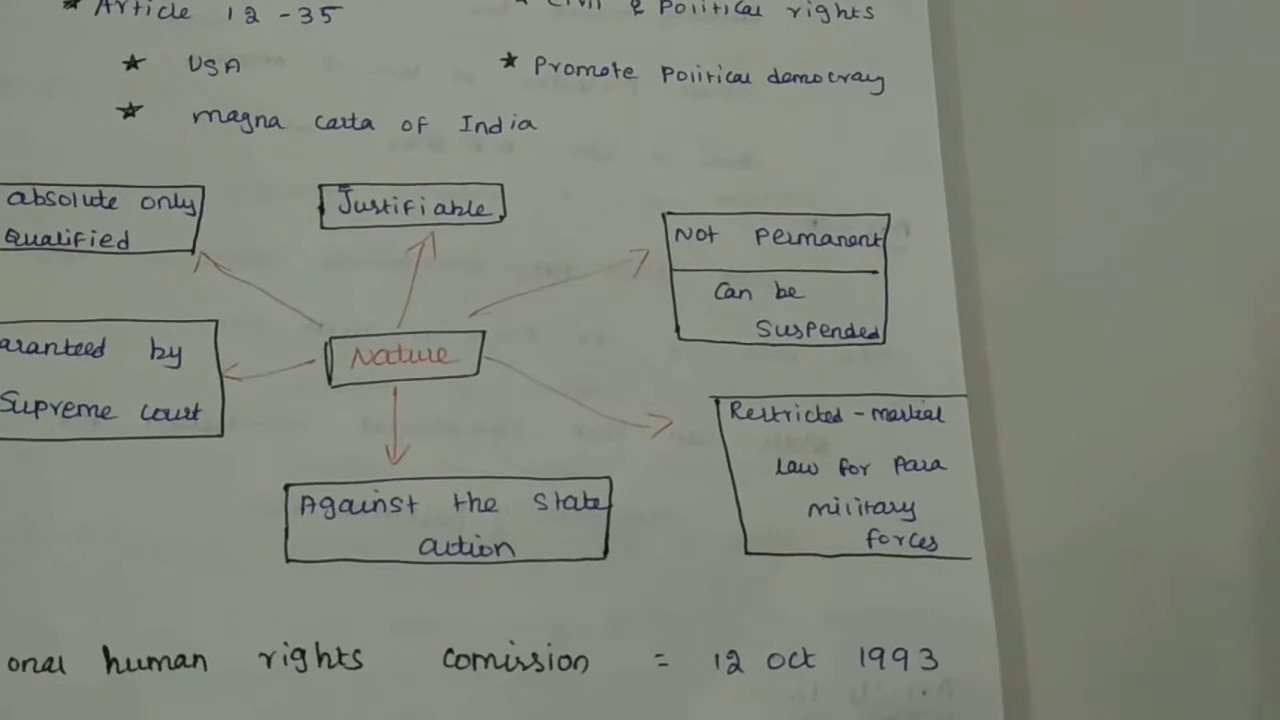 ★ Article 12 - 35
★ Civil & Political rights
★ USA
★ Promote Political democracy
★ magna carta of India
absolute only
Qualified
Justifiable
Not Permanent
Can be
Suspended
aranteed by
Supreme court
Nature
Restricted - martial
law for Para
military
forces
Against the State
action
onal human rights comission = 12 Oct 1993